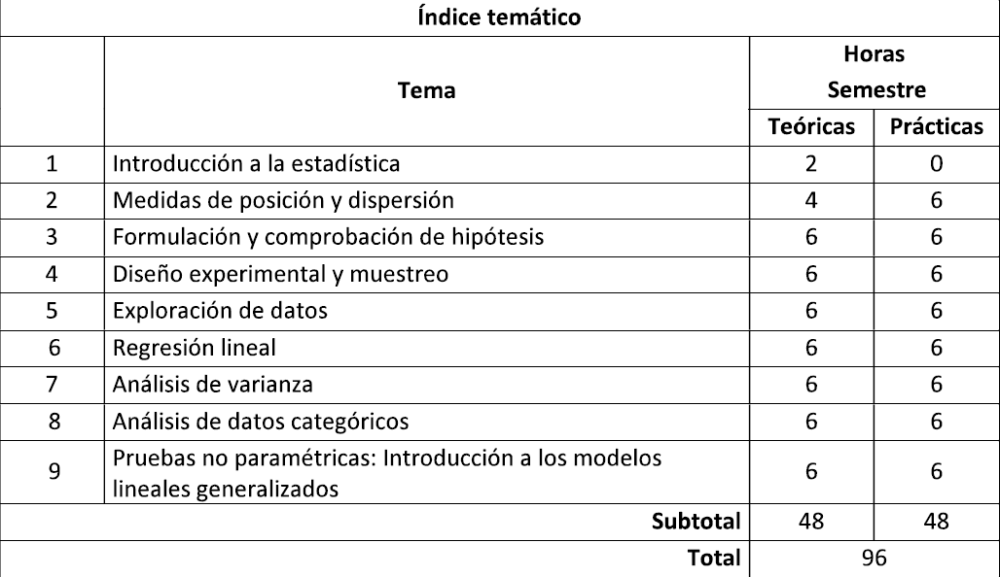 Índice temático
Tema
Horas
Semestre
Teóricas Prácticas
1 Introducción a la estadística 2 0
2 Medidas de posición y dispersión 4 6
3 Formulación y comprobación de hipótesis 6 6
4 Diseño experimental y muestreo 6 6
5 Exploración de datos 6 6
6 Regresión lineal 6 6
7 Análisis de varianza 6 6
8 Análisis de datos categóricos 6 6
9 Pruebas no paramétricas: Introducción a los modelos
lineales generalizados 6 6
Subtotal 48 48
Total 96